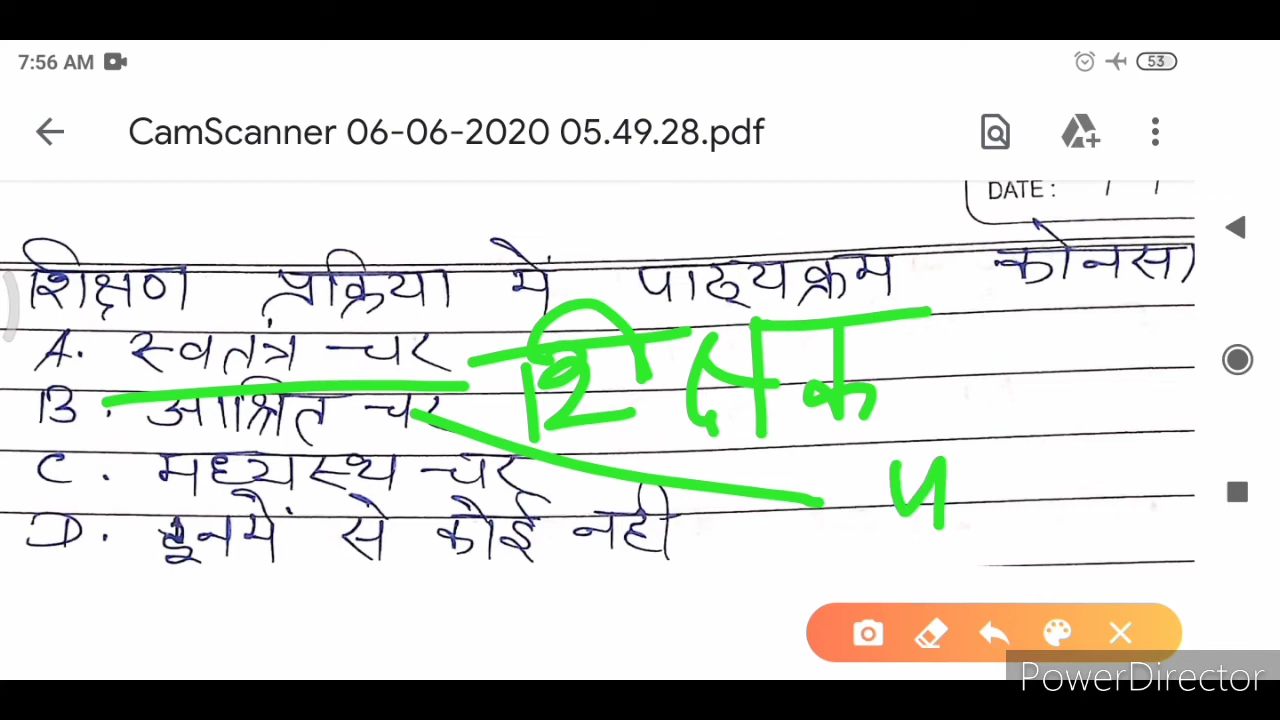 7:56 AM
53
CamScanner 06-06-2020 05.49.28.pdf
DATE : / /
शिक्षण प्रक्रिया में पाठ्यक्रम कोनसा
A. स्वतंत्र चर
B. आश्रित चर
शिक्षक
C. मध्यस्थ चर
प
D. इनमें से कोई नही
PowerDirector